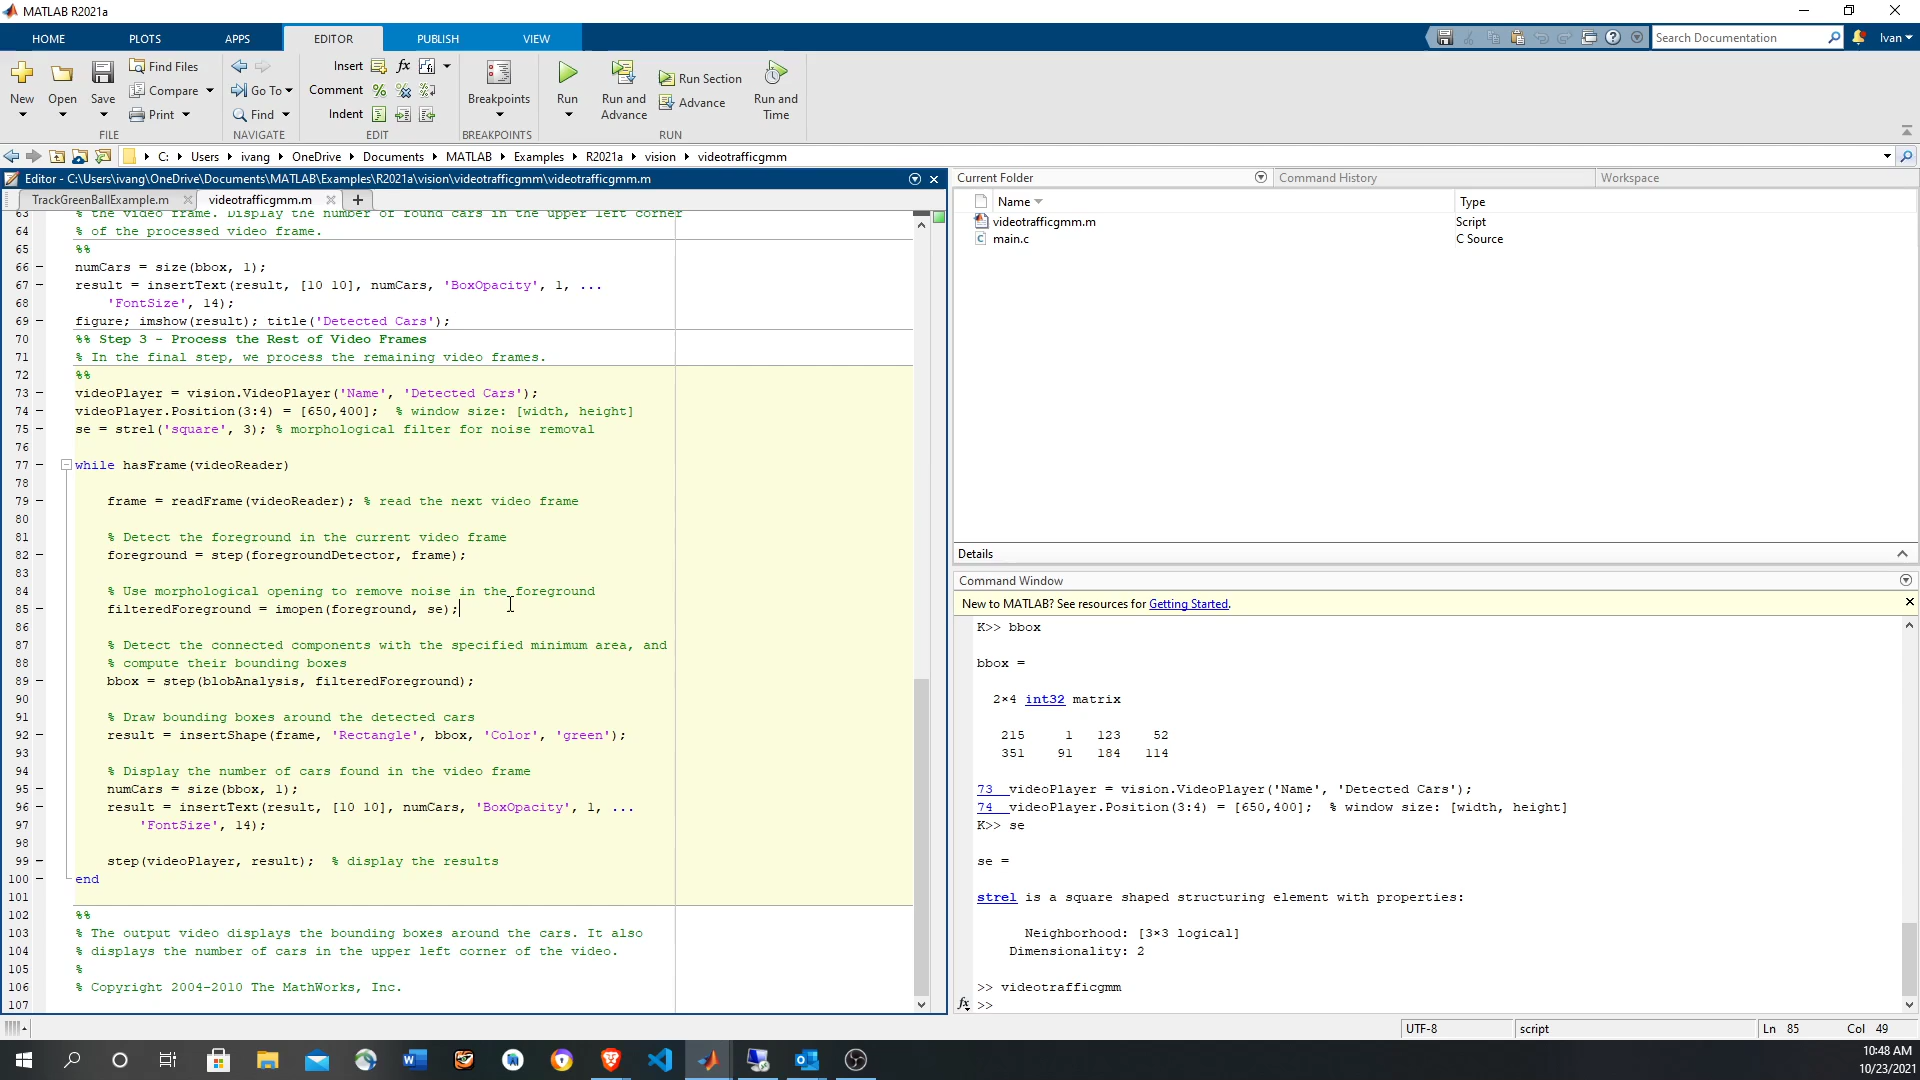 MATLAB R2021a
HOME PLOTS APPS EDITOR PUBLISH VIEW Search Documentation Ivan
New Open Save Find Files Compare Print
FILE
Go To Find
NAVIGATE
Insert fx
Comment % %
Indent
EDIT
Breakpoints
BREAKPOINTS
Run Run and Advance Run Section Advance Run and Time
RUN
C: Users ivang OneDrive Documents MATLAB Examples R2021a vision videotrafficgmm
Editor - C:\Users\ivang\OneDrive\Documents\MATLAB\Examples\R2021a\vision\videotrafficgmm\videotrafficgmm.m
TrackGreenBallExample.m videotrafficgmm.m +
63 % the video frame. Display the number of found cars in the upper left corner
64 % of the processed video frame.
65 %%
66 – numCars = size(bbox, 1);
67 – result = insertText(result, [10 10], numCars, 'BoxOpacity', 1, ...
68 'FontSize', 14);
69 – figure; imshow(result); title('Detected Cars');
70 %% Step 3 - Process the Rest of Video Frames
71 % In the final step, we process the remaining video frames.
72 %%
73 – videoPlayer = vision.VideoPlayer('Name', 'Detected Cars');
74 – videoPlayer.Position(3:4) = [650,400]; % window size: [width, height]
75 – se = strel('square', 3); % morphological filter for noise removal
76
77 – while hasFrame(videoReader)
78
79 – frame = readFrame(videoReader); % read the next video frame
80
81 % Detect the foreground in the current video frame
82 – foreground = step(foregroundDetector, frame);
83
84 % Use morphological opening to remove noise in the foreground
85 – filteredForeground = imopen(foreground, se);
86
87 % Detect the connected components with the specified minimum area, and
88 % compute their bounding boxes
89 – bbox = step(blobAnalysis, filteredForeground);
90
91 % Draw bounding boxes around the detected cars
92 – result = insertShape(frame, 'Rectangle', bbox, 'Color', 'green');
93
94 % Display the number of cars found in the video frame
95 – numCars = size(bbox, 1);
96 – result = insertText(result, [10 10], numCars, 'BoxOpacity', 1, ...
97 'FontSize', 14);
98
99 – step(videoPlayer, result); % display the results
100 – end
101
102 %%
103 % The output video displays the bounding boxes around the cars. It also
104 % displays the number of cars in the upper left corner of the video.
105 %
106 % Copyright 2004-2010 The MathWorks, Inc.
107
Current Folder Command History Workspace
Name Type
videotrafficgmm.m Script
main.c C Source
Details
Command Window
New to MATLAB? See resources for Getting Started.
K>> bbox
bbox =
2×4 int32 matrix
215 1 123 52
351 91 184 114
73 videoPlayer = vision.VideoPlayer('Name', 'Detected Cars');
74 videoPlayer.Position(3:4) = [650,400]; % window size: [width, height]
K>> se
se =
strel is a square shaped structuring element with properties:
Neighborhood: [3×3 logical]
Dimensionality: 2
>> videotrafficgmm
fx >>
UTF-8 script Ln 85 Col 49
10:48 AM
10/23/2021